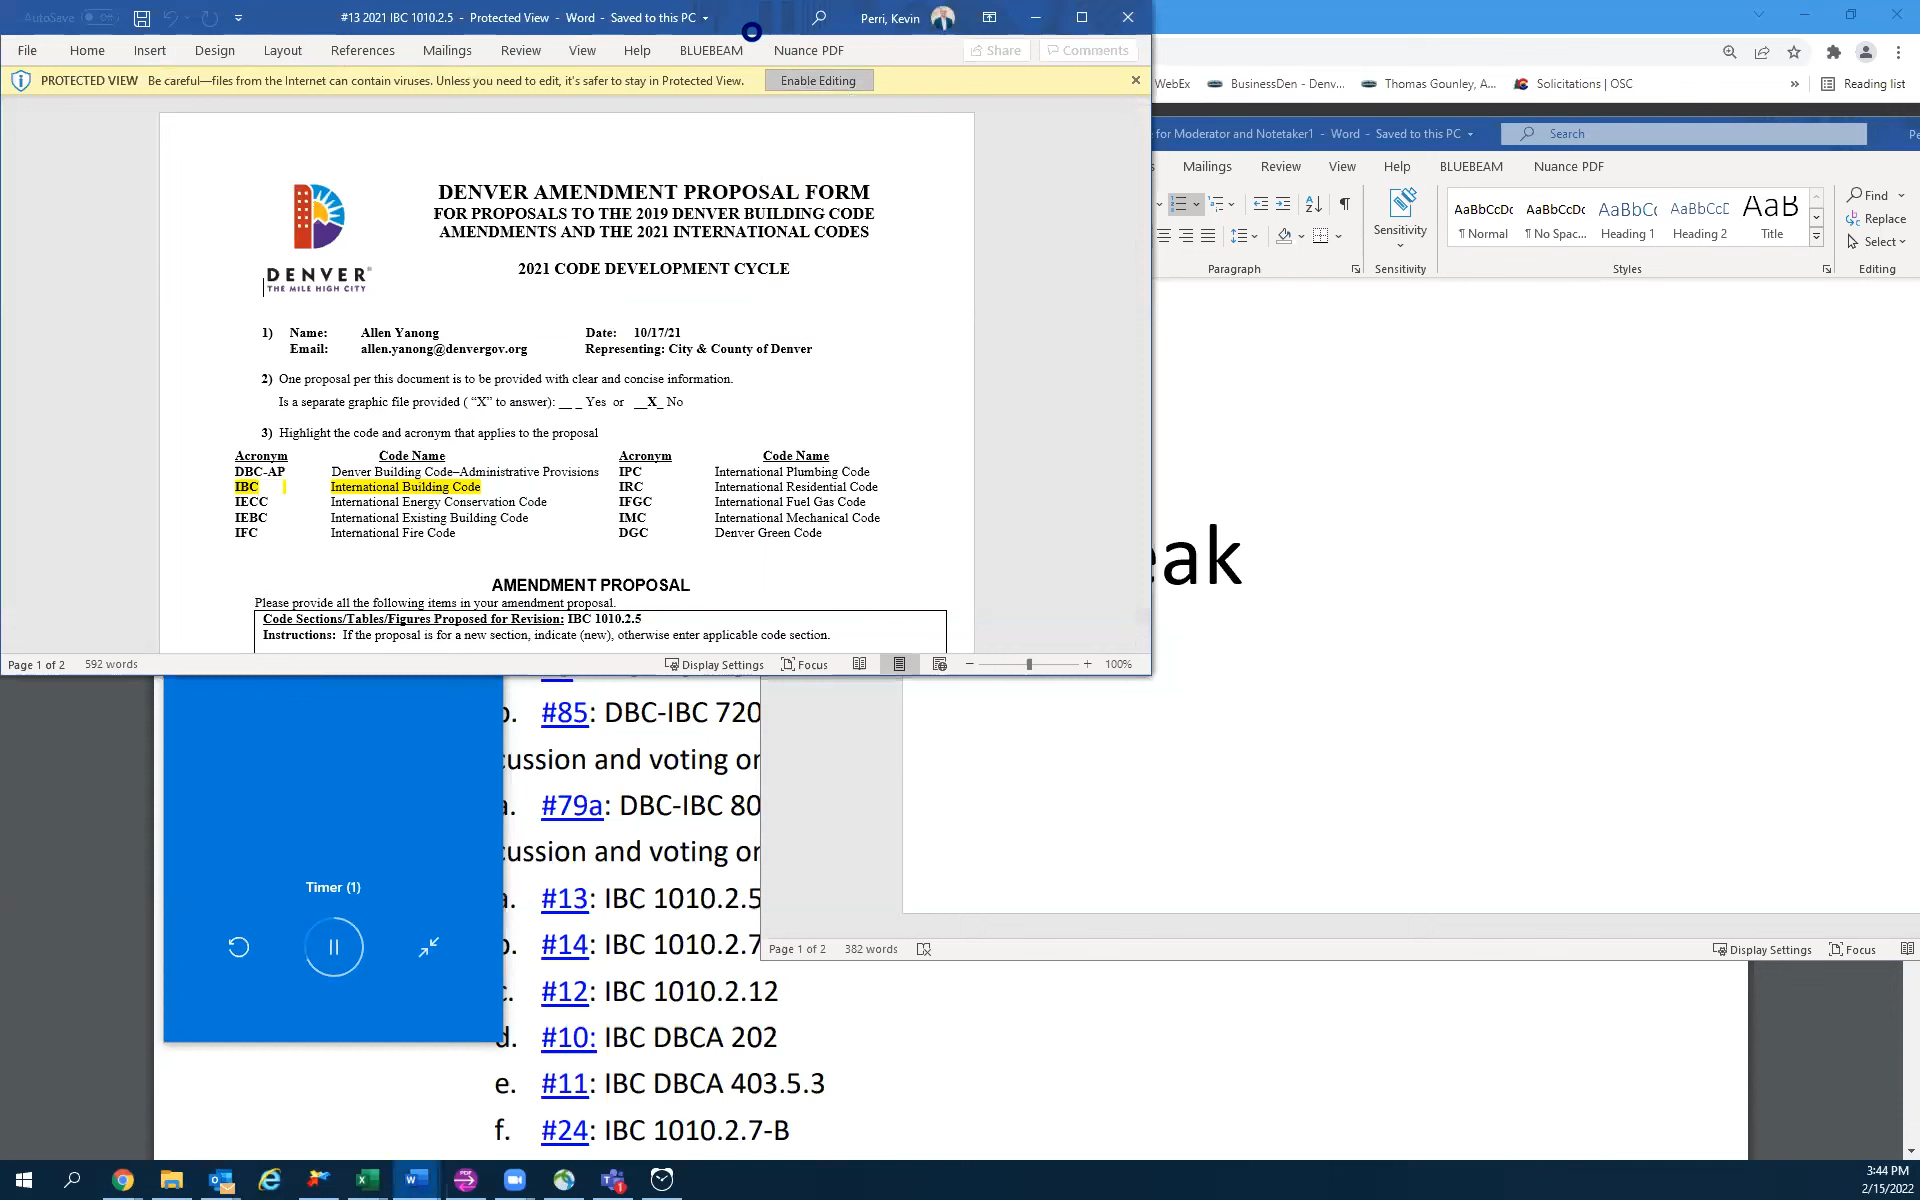 AutoSave Off #13 2021 IBC 1010.2.5 - Protected View - Word - Saved to this PC Perri, Kevin
File Home Insert Design Layout References Mailings Review View Help BLUEBEAM Nuance PDF Share Comments
PROTECTED VIEW Be careful—files from the Internet can contain viruses. Unless you need to edit, it's safer to stay in Protected View. Enable Editing
WebEx BusinessDen - Denv... Thomas Gounley, A... Solicitations | OSC » Reading list
for Moderator and Notetaker1 - Word - Saved to this PC Search
Mailings Review View Help BLUEBEAM Nuance PDF
DENVER AMENDMENT PROPOSAL FORM
FOR PROPOSALS TO THE 2019 DENVER BUILDING CODE
AMENDMENTS AND THE 2021 INTERNATIONAL CODES
2021 CODE DEVELOPMENT CYCLE
DENVER®
THE MILE HIGH CITY
1) Name: Allen Yanong Date: 10/17/21
Email: allen.yanong@denvergov.org Representing: City & County of Denver
2) One proposal per this document is to be provided with clear and concise information.
Is a separate graphic file provided ( “X” to answer): __ _ Yes or __X_ No
3) Highlight the code and acronym that applies to the proposal
Acronym Code Name Acronym Code Name
DBC-AP Denver Building Code–Administrative Provisions IPC International Plumbing Code
IBC International Building Code IRC International Residential Code
IECC International Energy Conservation Code IFGC International Fuel Gas Code
IEBC International Existing Building Code IMC International Mechanical Code
IFC International Fire Code DGC Denver Green Code
AMENDMENT PROPOSAL
Please provide all the following items in your amendment proposal.
Code Sections/Tables/Figures Proposed for Revision: IBC 1010.2.5
Instructions: If the proposal is for a new section, indicate (new), otherwise enter applicable code section.
Page 1 of 2 592 words Display Settings Focus 100%
AaBbCcDc AaBbCcDc AaBbCc AaBbCcD AaB
¶ Normal ¶ No Spac... Heading 1 Heading 2 Title
Find
Replace
Select
Sensitivity
Paragraph Sensitivity Styles Editing
eak
b. #85: DBC-IBC 720
cussion and voting or
a. #79a: DBC-IBC 80
cussion and voting or
a. #13: IBC 1010.2.5
b. #14: IBC 1010.2.7
c. #12: IBC 1010.2.12
d. #10: IBC DBCA 202
e. #11: IBC DBCA 403.5.3
f. #24: IBC 1010.2.7-B
Timer (1)
Page 1 of 2 382 words Display Settings Focus
3:44 PM
2/15/2022